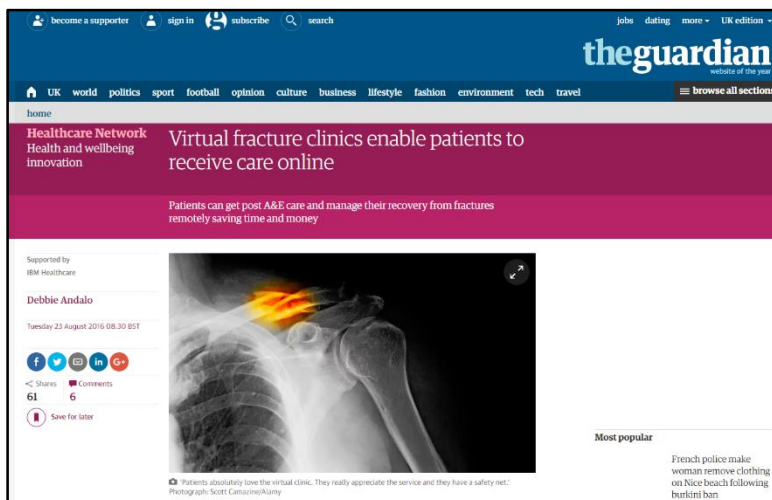 become a supporter sign in subscribe search jobs dating more UK edition
theguardian
website of the year
UK world politics sport football opinion culture business lifestyle fashion environment tech travel browse all sections
home
Healthcare Network
Health and wellbeing
innovation
Virtual fracture clinics enable patients to
receive care online
Patients can get post A&E care and manage their recovery from fractures
remotely saving time and money
Supported by
IBM Healthcare
Debbie Andalo
Tuesday 23 August 2016 08.30 BST
f in G+
Shares Comments
61 6
Save for later
'Patients absolutely love the virtual clinic. They really appreciate the service and they have a safety net.'
Photograph: Scott Camazine/Alamy
Most popular
French police make
woman remove clothing
on Nice beach following
burkini ban